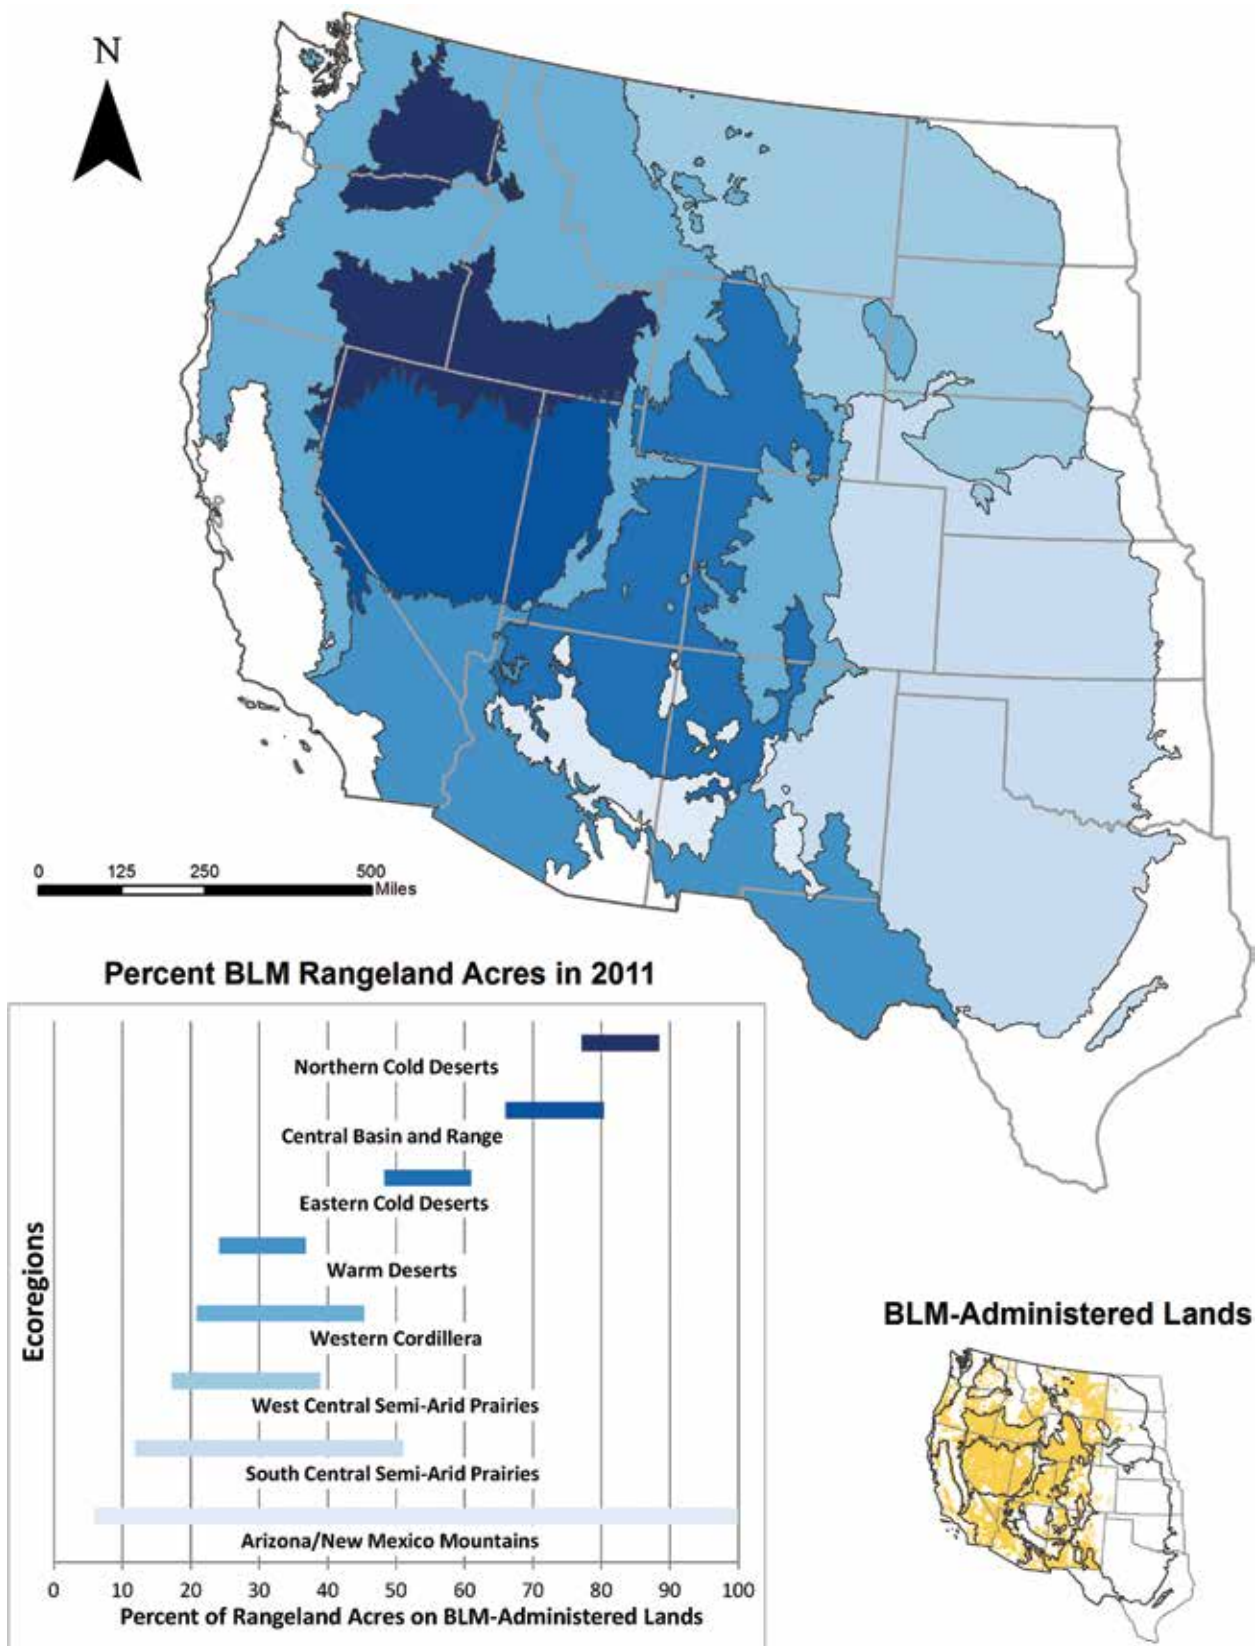 N
0 125 250 500
Miles
Percent BLM Rangeland Acres in 2011
Ecoregions
Northern Cold Deserts
Central Basin and Range
Eastern Cold Deserts
Warm Deserts
Western Cordillera
West Central Semi-Arid Prairies
South Central Semi-Arid Prairies
Arizona/New Mexico Mountains
0 10 20 30 40 50 60 70 80 90 100
Percent of Rangeland Acres on BLM-Administered Lands
BLM-Administered Lands